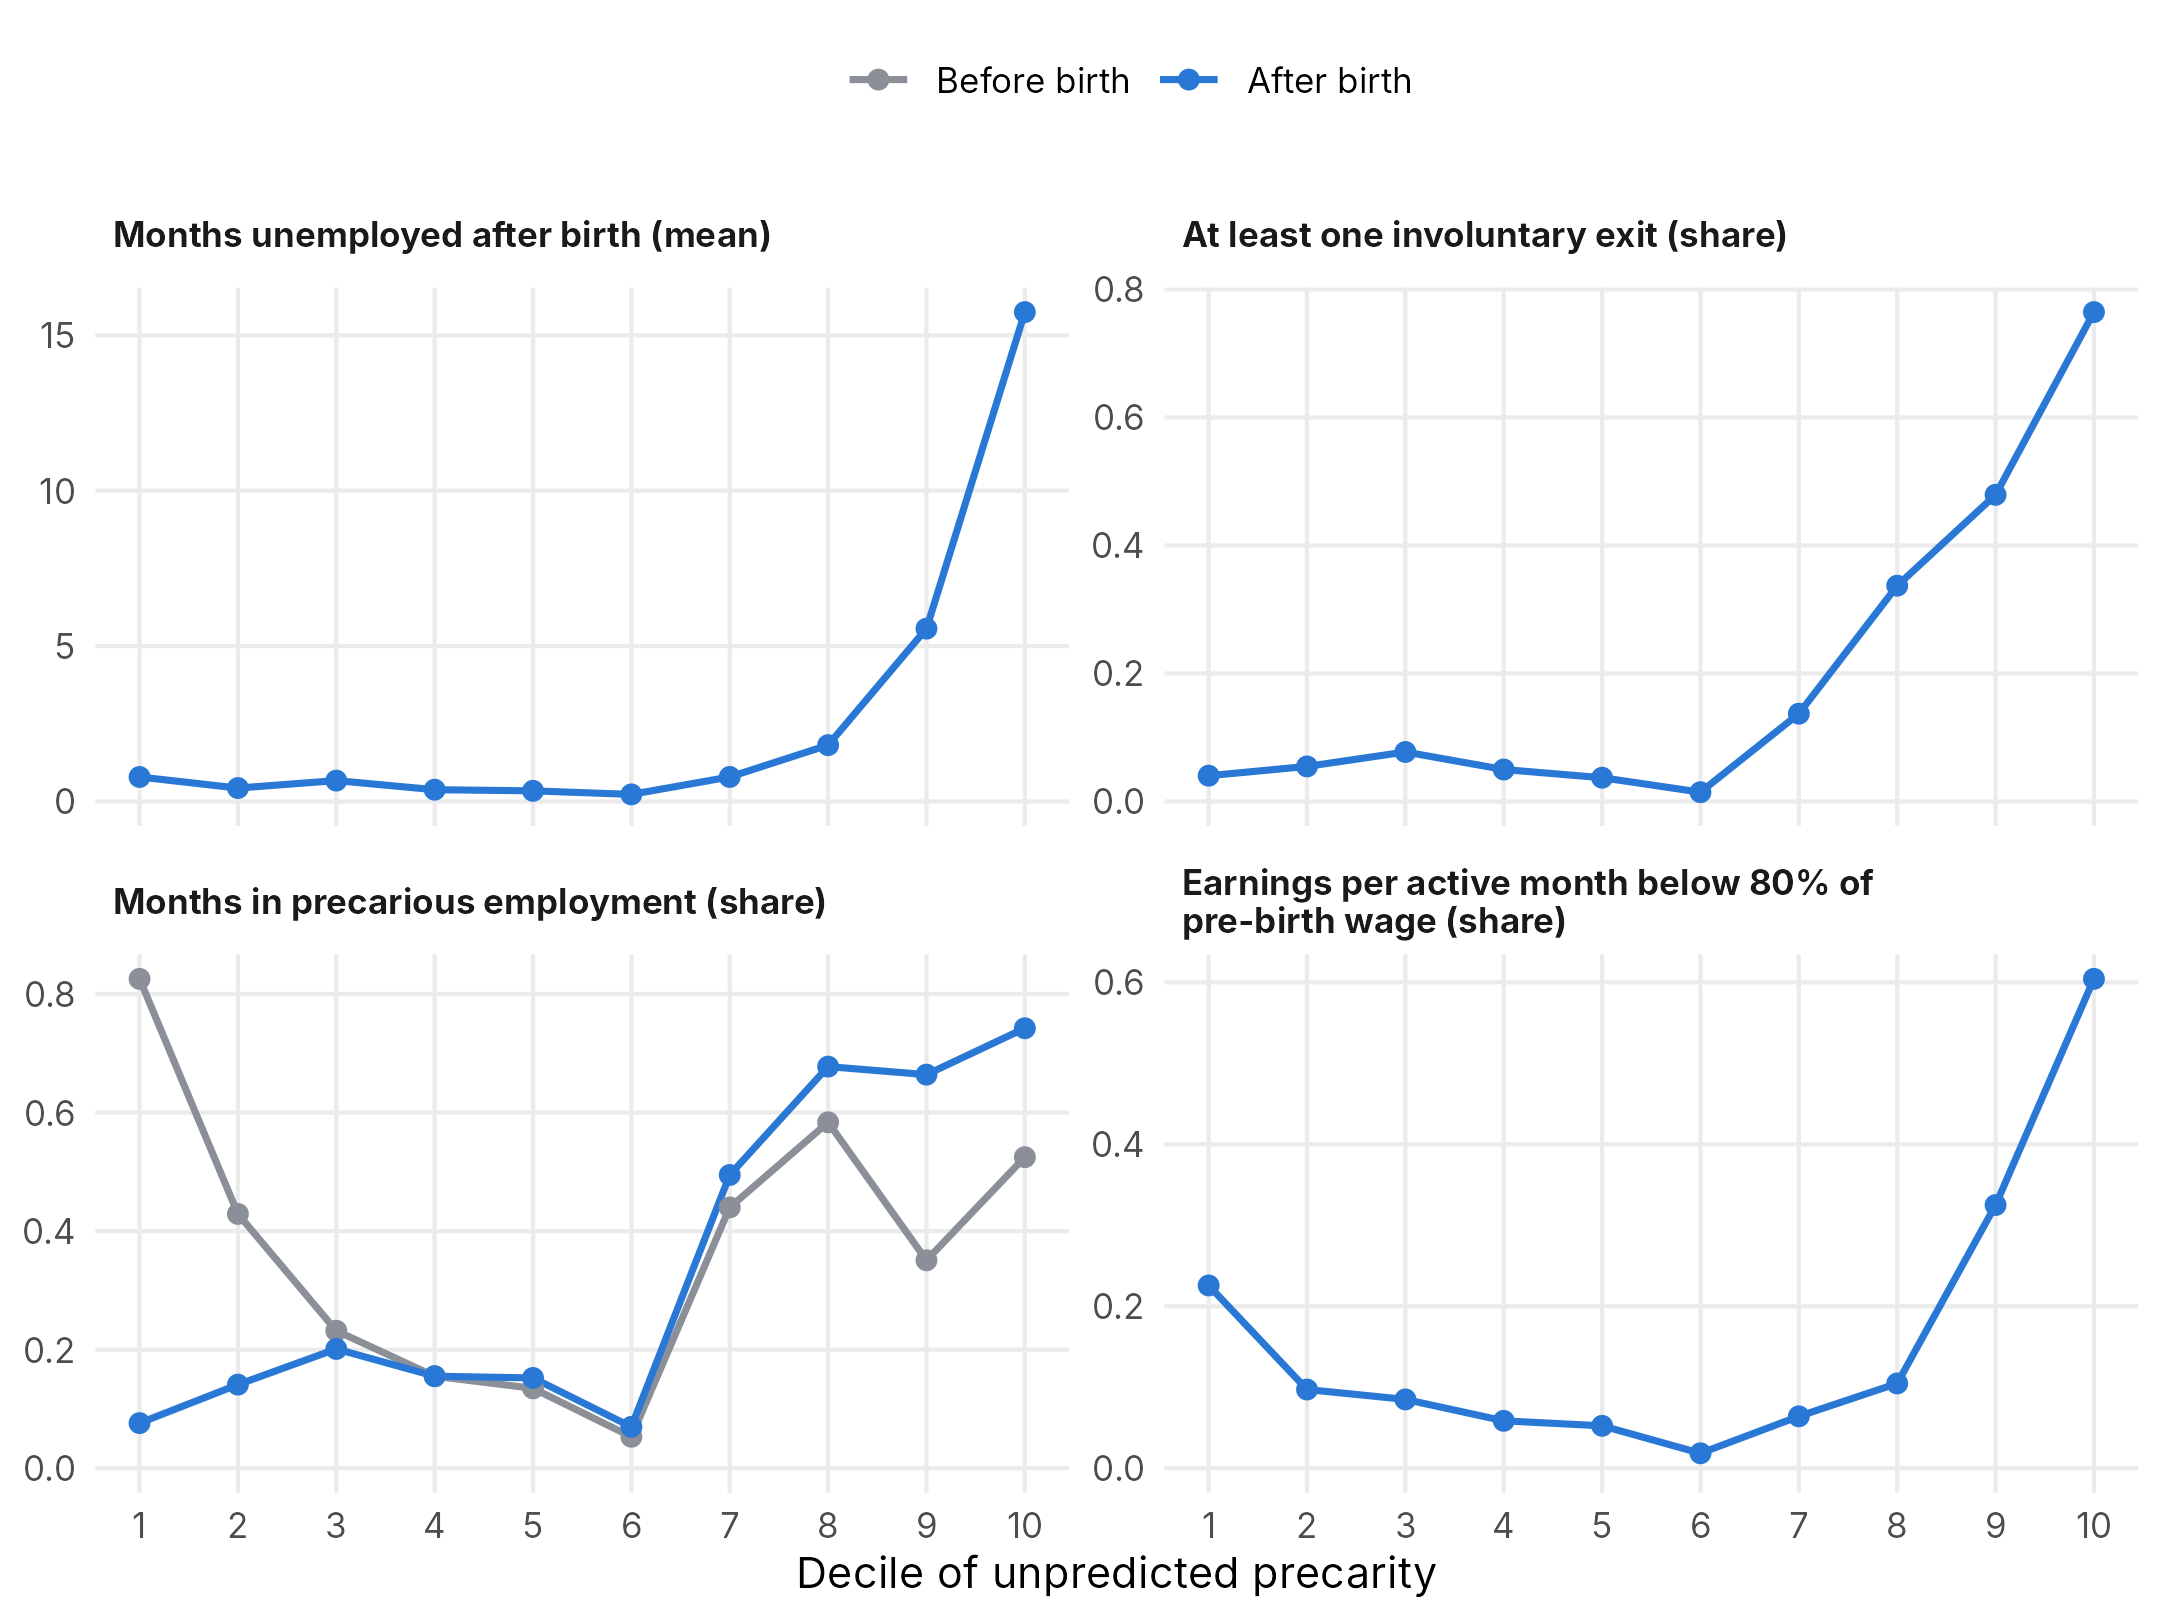 Before birth
After birth
Months unemployed after birth (mean)
At least one involuntary exit (share)
15
10
5
0
0.8
0.6
0.4
0.2
0.0
Months in precarious employment (share)
Earnings per active month below 80% of
pre-birth wage (share)
0.8
0.6
0.4
0.2
0.0
0.6
0.4
0.2
0.0
1 2 3 4 5 6 7 8 9 10
1 2 3 4 5 6 7 8 9 10
Decile of unpredicted precarity